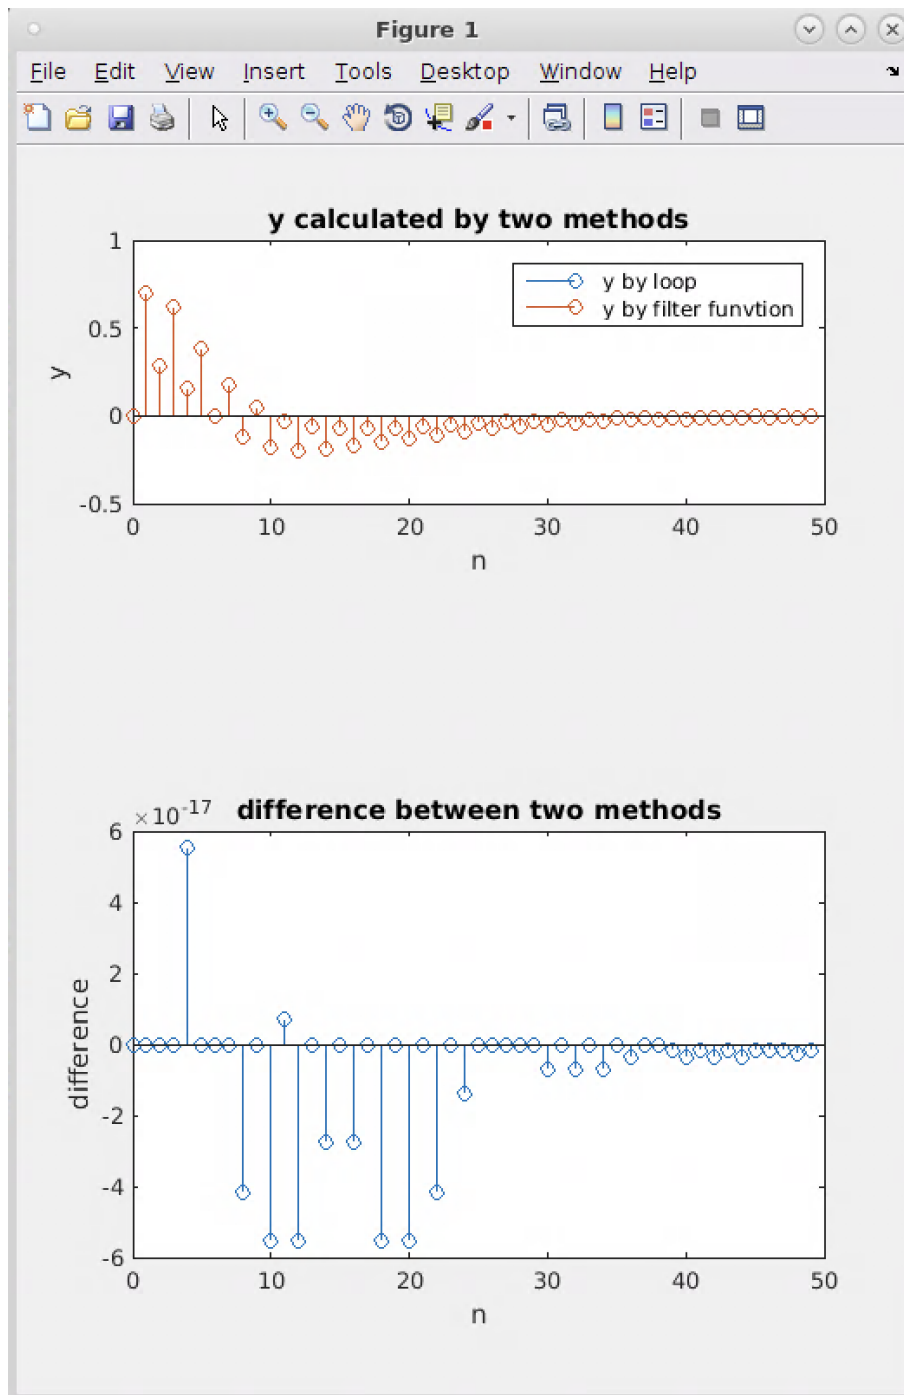 Figure 1
File Edit View Insert Tools Desktop Window Help
y calculated by two methods
1
0.5
0
-0.5
y
y by loop
y by filter funvtion
0 10 20 30 40 50
n
×10-17 difference between two methods
6
4
2
0
-2
-4
-6
difference
0 10 20 30 40 50
n